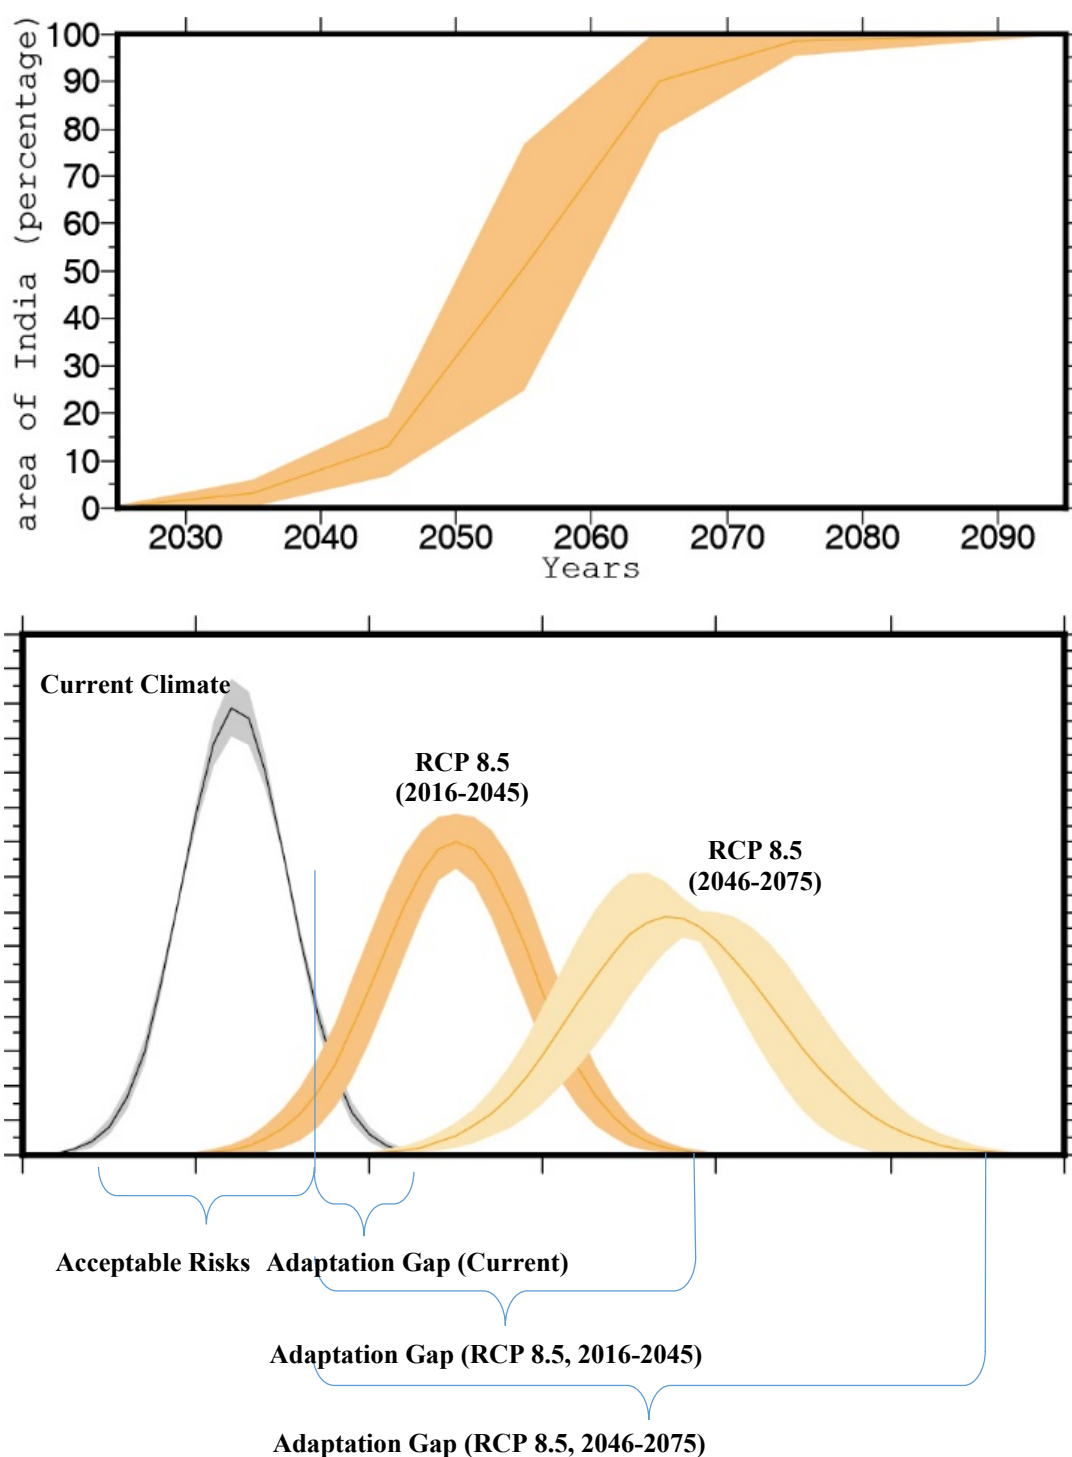 area of India (percentage)
100
90
80
70
60
50
40
30
20
10
0
2030 2040 2050 2060 2070 2080 2090
Years
Current Climate
RCP 8.5
(2016-2045)
RCP 8.5
(2046-2075)
Acceptable Risks Adaptation Gap (Current)
Adaptation Gap (RCP 8.5, 2016-2045)
Adaptation Gap (RCP 8.5, 2046-2075)